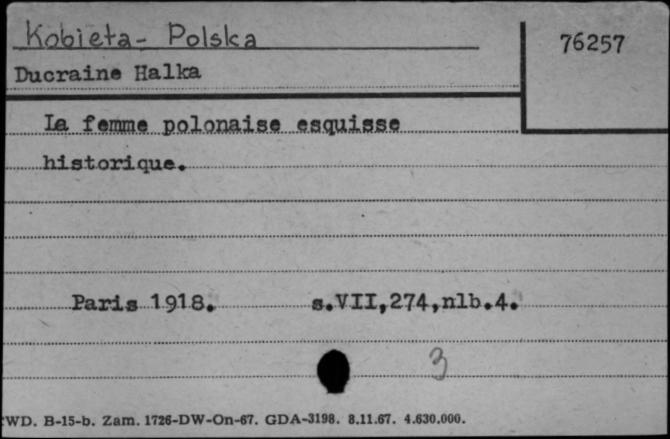 Kobieta - Polska
76257
Ducraine Halka
La femme polonaise esquisse
historique.
Paris 1918. s.VII,274,nlb.4.
3
WD. B-15-b. Zam. 1726-DW-On-67. GDA-3198. 8.11.67. 4.630.000.